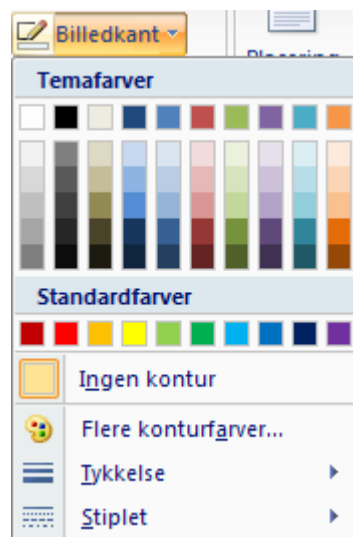 Billedkant
Temafarver
Standardfarver
Ingen kontur
Flere konturfarver...
Tykkelse
Stiplet